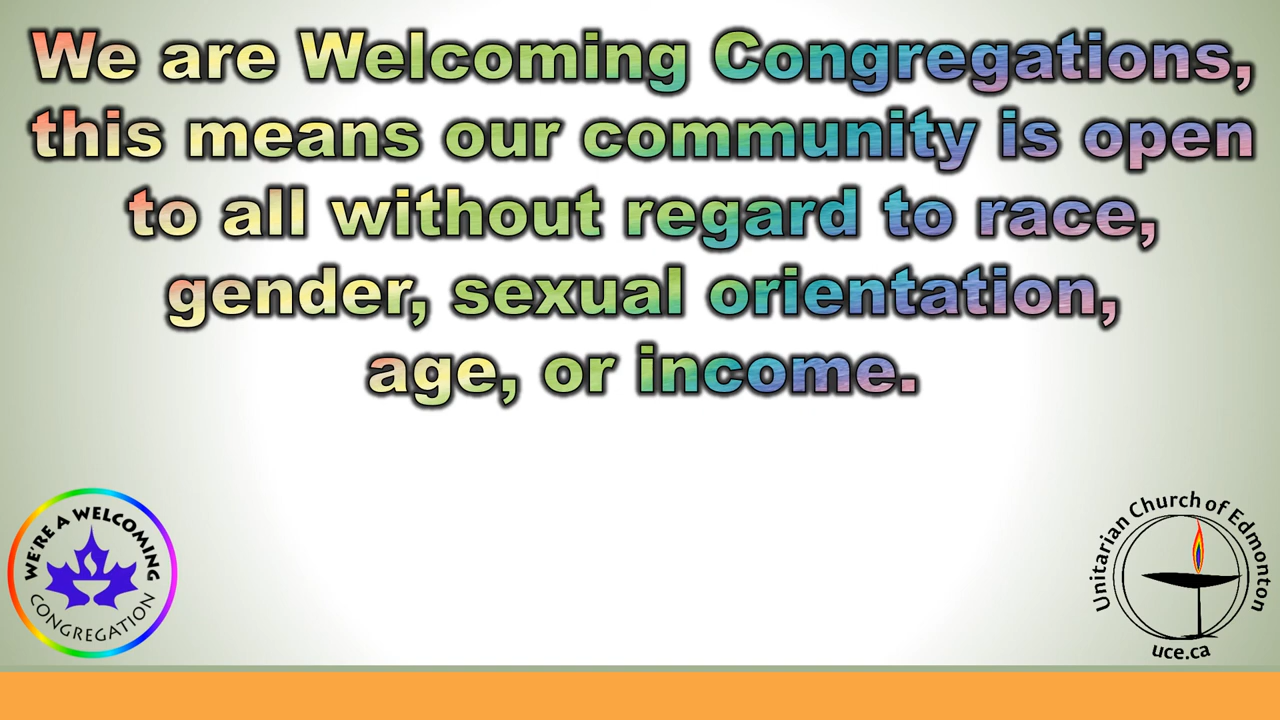 We are Welcoming Congregations,
this means our community is open
to all without regard to race,
gender, sexual orientation,
age, or income.
WE'RE A WELCOMING
CONGREGATION
Unitarian Church of Edmonton
uce.ca